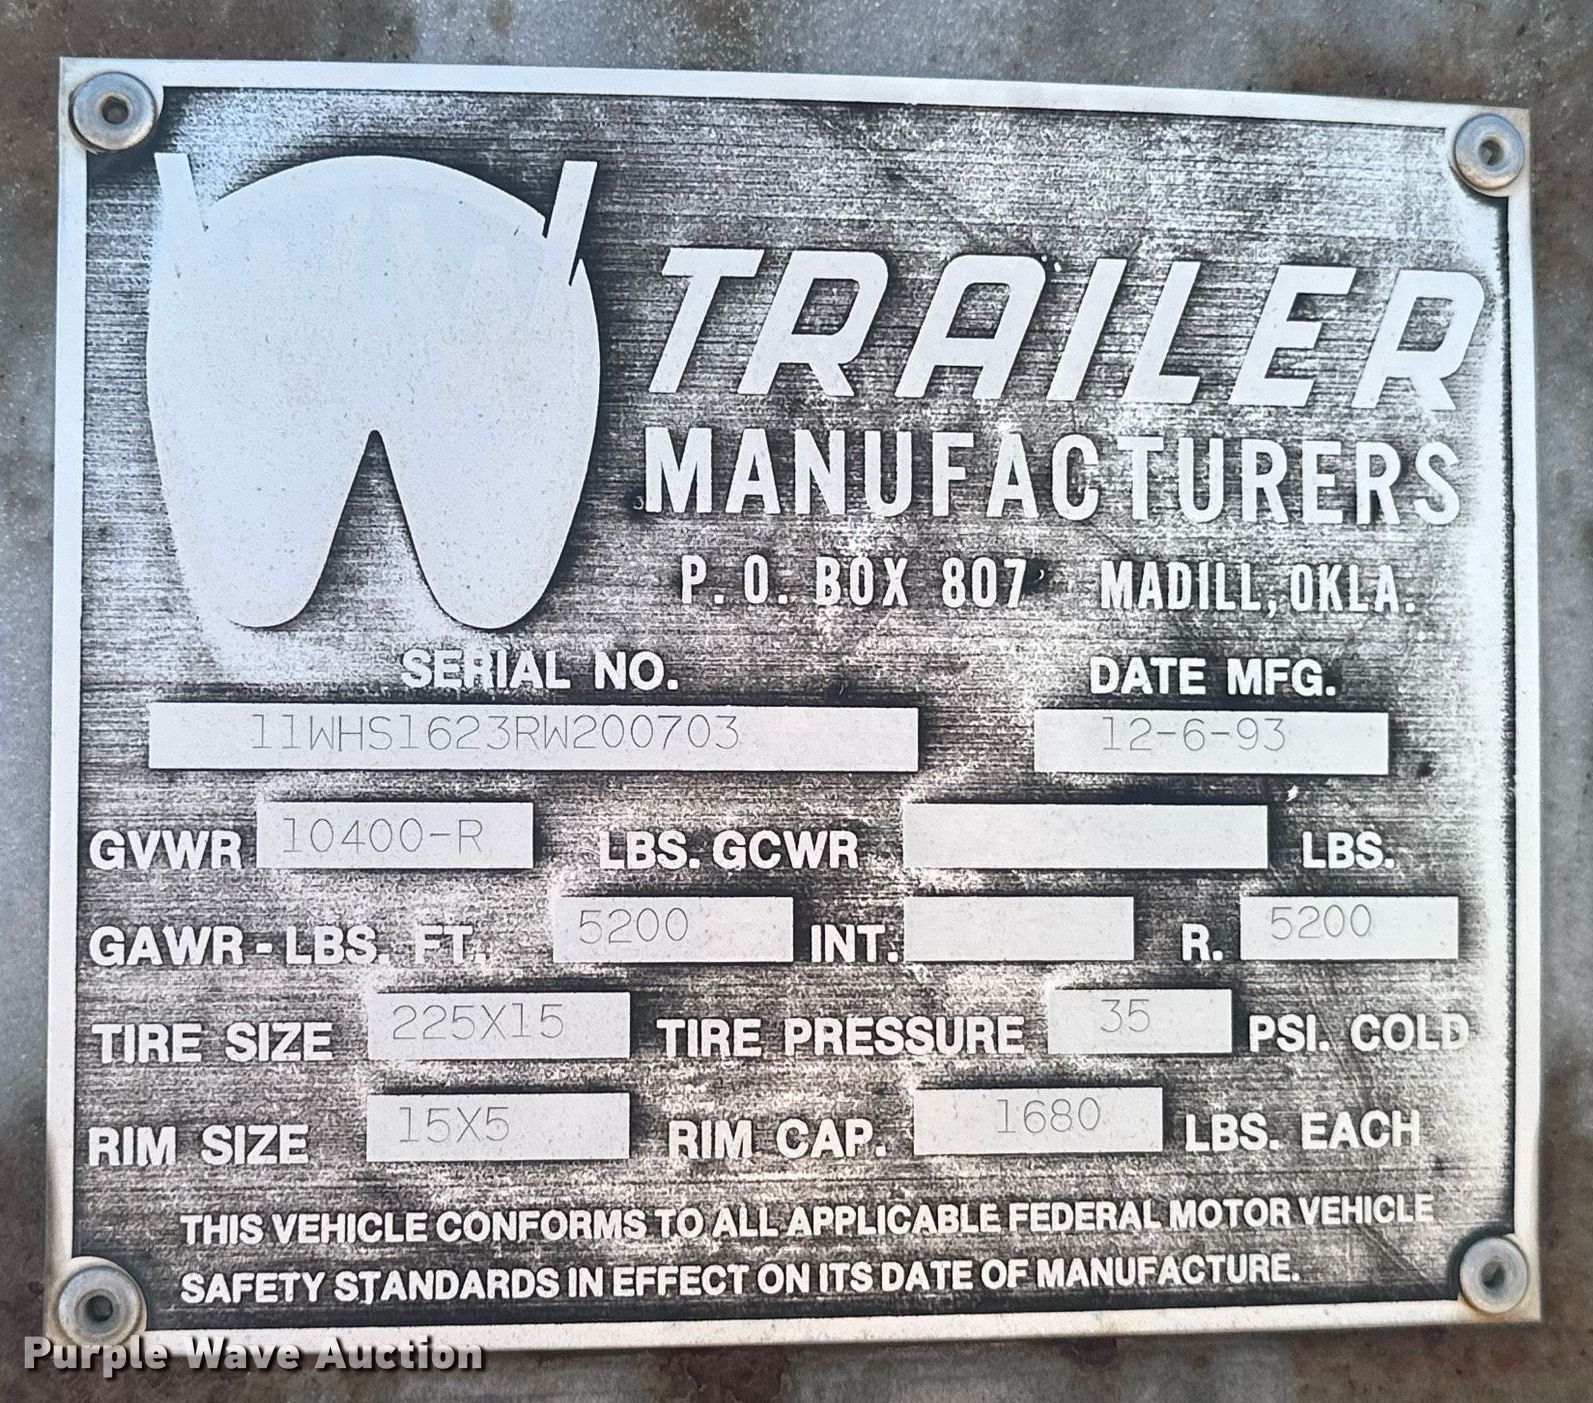 TRAILER
MANUFACTURERS
P. O. BOX 807 MADILL, OKLA.
SERIAL NO. DATE MFG.
11WHS1623RW200703 12-6-93
GVWR 10400-R LBS. GCWR LBS.
GAWR - LBS. FT. 5200 INT. R. 5200
TIRE SIZE 225X15 TIRE PRESSURE 35 PSI. COLD
RIM SIZE 15X5 RIM CAP. 1680 LBS. EACH
THIS VEHICLE CONFORMS TO ALL APPLICABLE FEDERAL MOTOR VEHICLE
SAFETY STANDARDS IN EFFECT ON ITS DATE OF MANUFACTURE.
Purple Wave Auction